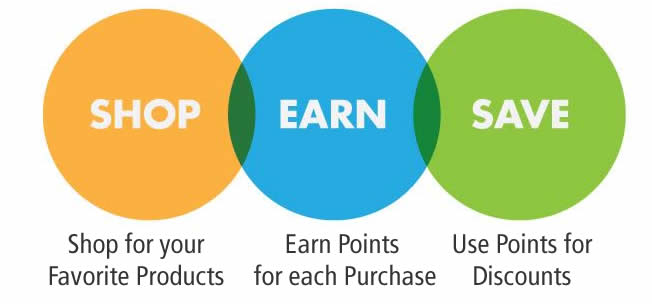 SHOP
EARN
SAVE
Shop for your
Favorite Products
Earn Points
for each Purchase
Use Points for
Discounts